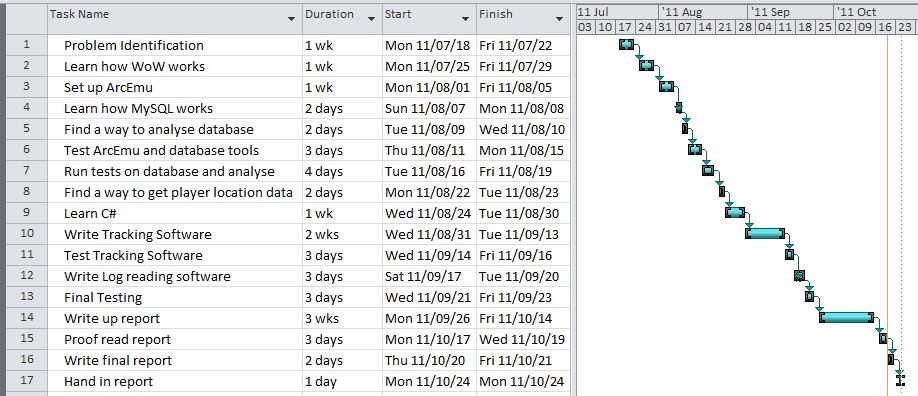 Task Name Duration Start Finish 11 Jul '11 Aug '11 Sep '11 Oct
03 10 17 24 31 07 14 21 28 04 11 18 25 02 09 16 23
1 Problem Identification 1 wk Mon 11/07/18 Fri 11/07/22
2 Learn how WoW works 1 wk Mon 11/07/25 Fri 11/07/29
3 Set up ArcEmu 1 wk Mon 11/08/01 Fri 11/08/05
4 Learn how MySQL works 2 days Sun 11/08/07 Mon 11/08/08
5 Find a way to analyse database 2 days Tue 11/08/09 Wed 11/08/10
6 Test ArcEmu and database tools 3 days Thu 11/08/11 Mon 11/08/15
7 Run tests on database and analyse 4 days Tue 11/08/16 Fri 11/08/19
8 Find a way to get player location data 2 days Mon 11/08/22 Tue 11/08/23
9 Learn C# 1 wk Wed 11/08/24 Tue 11/08/30
10 Write Tracking Software 2 wks Wed 11/08/31 Tue 11/09/13
11 Test Tracking Software 3 days Wed 11/09/14 Fri 11/09/16
12 Write Log reading software 3 days Sat 11/09/17 Tue 11/09/20
13 Final Testing 3 days Wed 11/09/21 Fri 11/09/23
14 Write up report 3 wks Mon 11/09/26 Fri 11/10/14
15 Proof read report 3 days Mon 11/10/17 Wed 11/10/19
16 Write final report 2 days Thu 11/10/20 Fri 11/10/21
17 Hand in report 1 day Mon 11/10/24 Mon 11/10/24